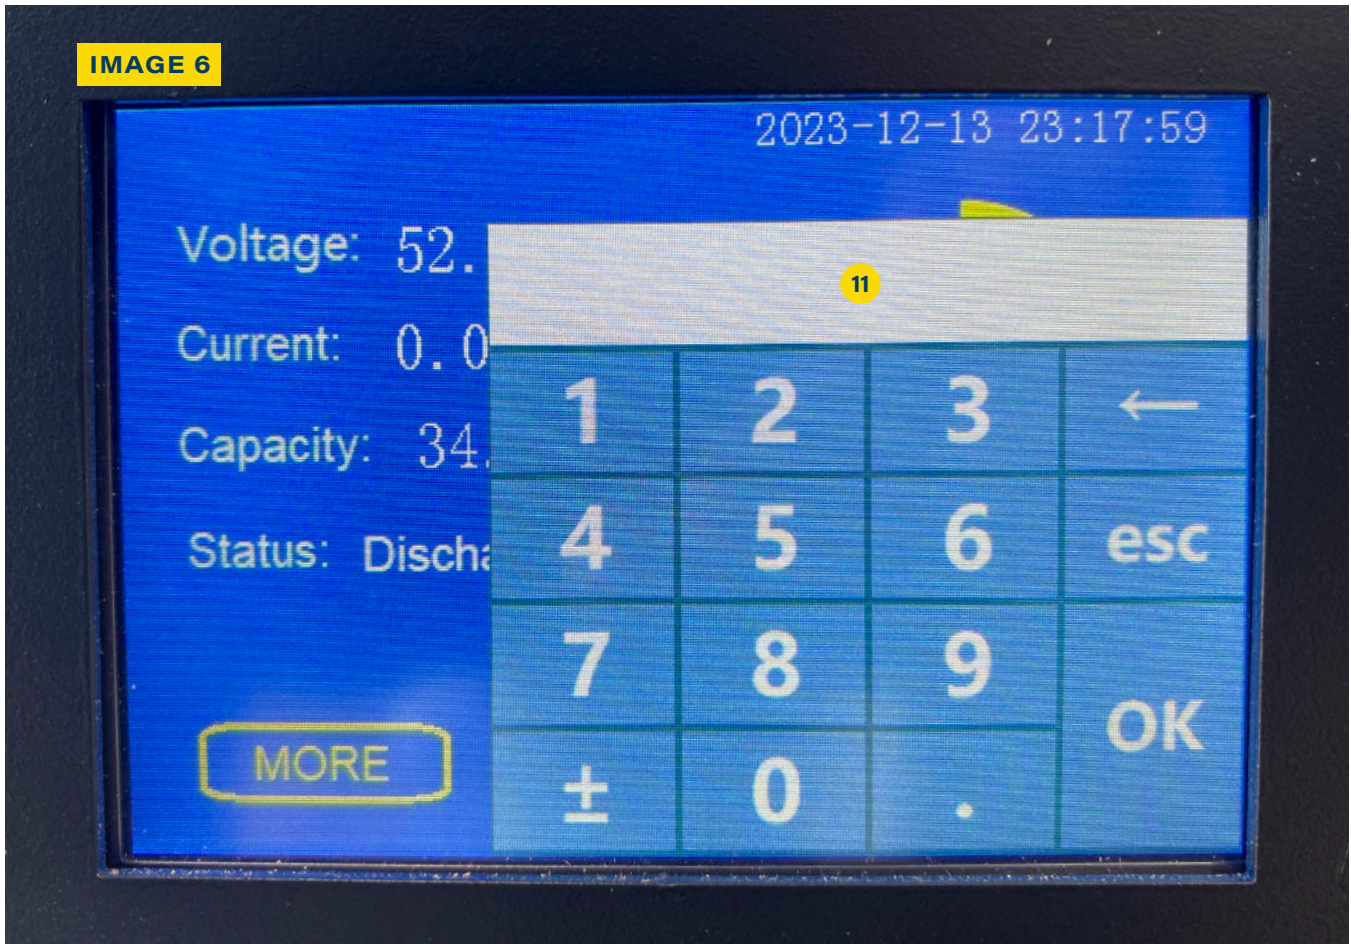 IMAGE 6
2023-12-13 23:17:59
Voltage: 52.
11
Current: 0.0
1 2 3 ←
Capacity: 34.
4 5 6 esc
Status:
7 8 9
OK
MORE
± 0 .